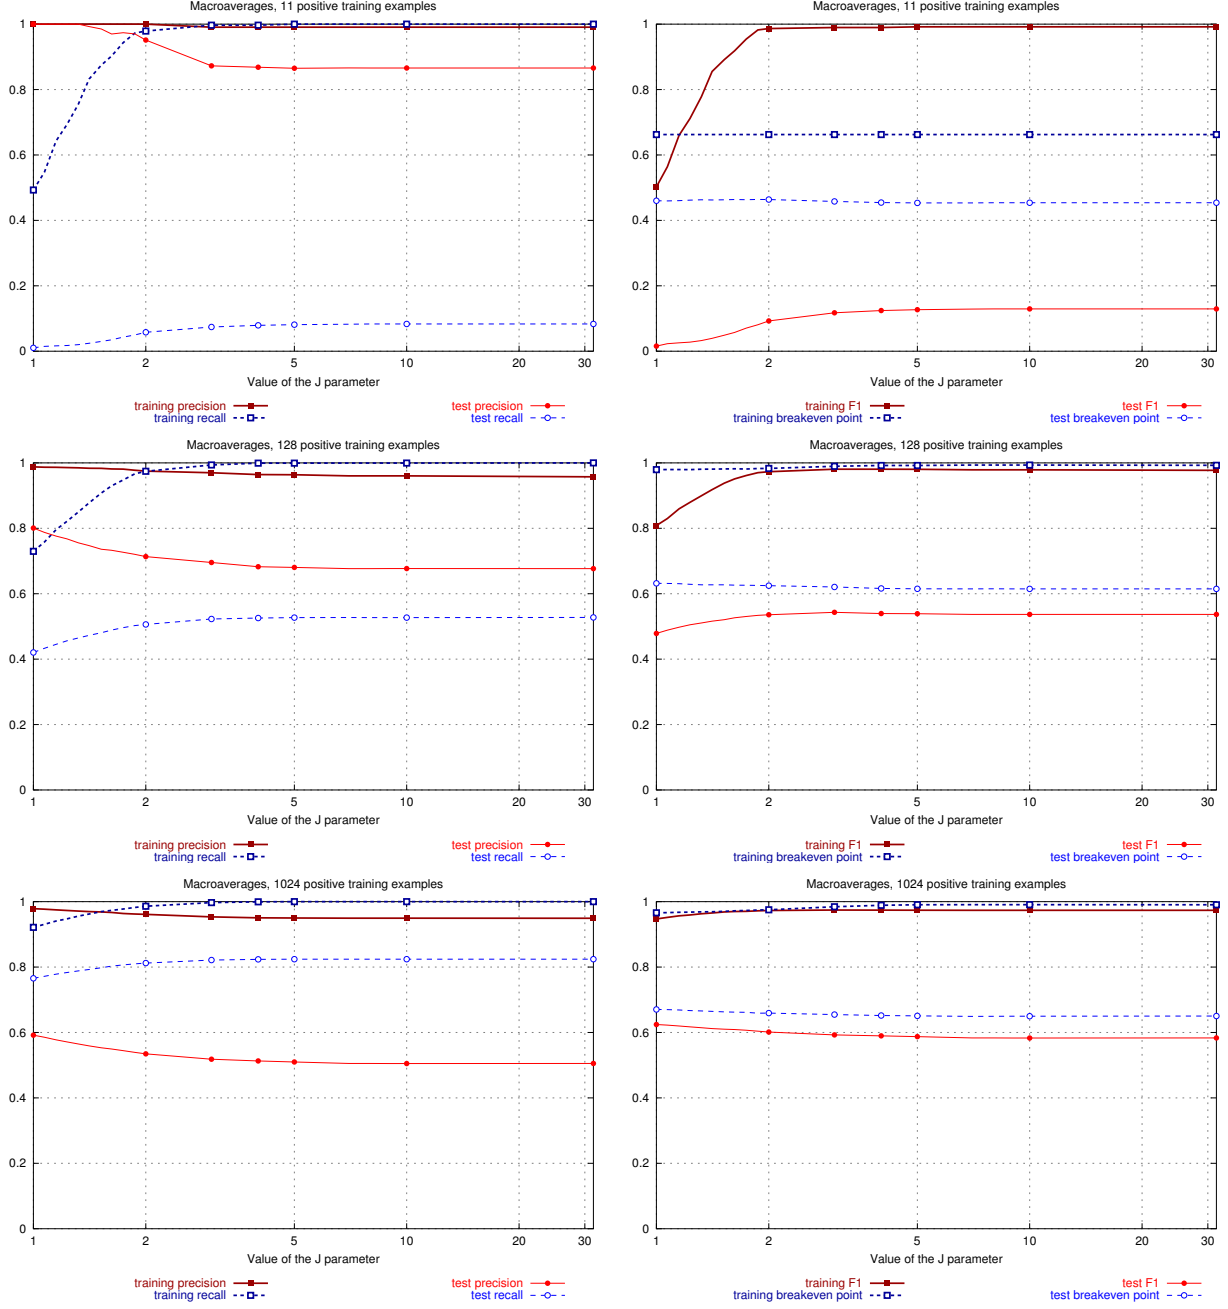 Macroaverages, 11 positive training examples
1
0.8
0.6
0.4
0.2
0
1 2 5 10 20 30
Value of the J parameter
training precision test precision
training recall test recall
Macroaverages, 11 positive training examples
1
0.8
0.6
0.4
0.2
0
1 2 5 10 20 30
Value of the J parameter
training F1 test F1
training breakeven point test breakeven point
Macroaverages, 128 positive training examples
1
0.8
0.6
0.4
0.2
0
1 2 5 10 20 30
Value of the J parameter
training precision test precision
training recall test recall
Macroaverages, 128 positive training examples
1
0.8
0.6
0.4
0.2
0
1 2 5 10 20 30
Value of the J parameter
training F1 test F1
training breakeven point test breakeven point
Macroaverages, 1024 positive training examples
1
0.8
0.6
0.4
0.2
0
1 2 5 10 20 30
Value of the J parameter
training precision test precision
training recall test recall
Macroaverages, 1024 positive training examples
1
0.8
0.6
0.4
0.2
0
1 2 5 10 20 30
Value of the J parameter
training F1 test F1
training breakeven point test breakeven point